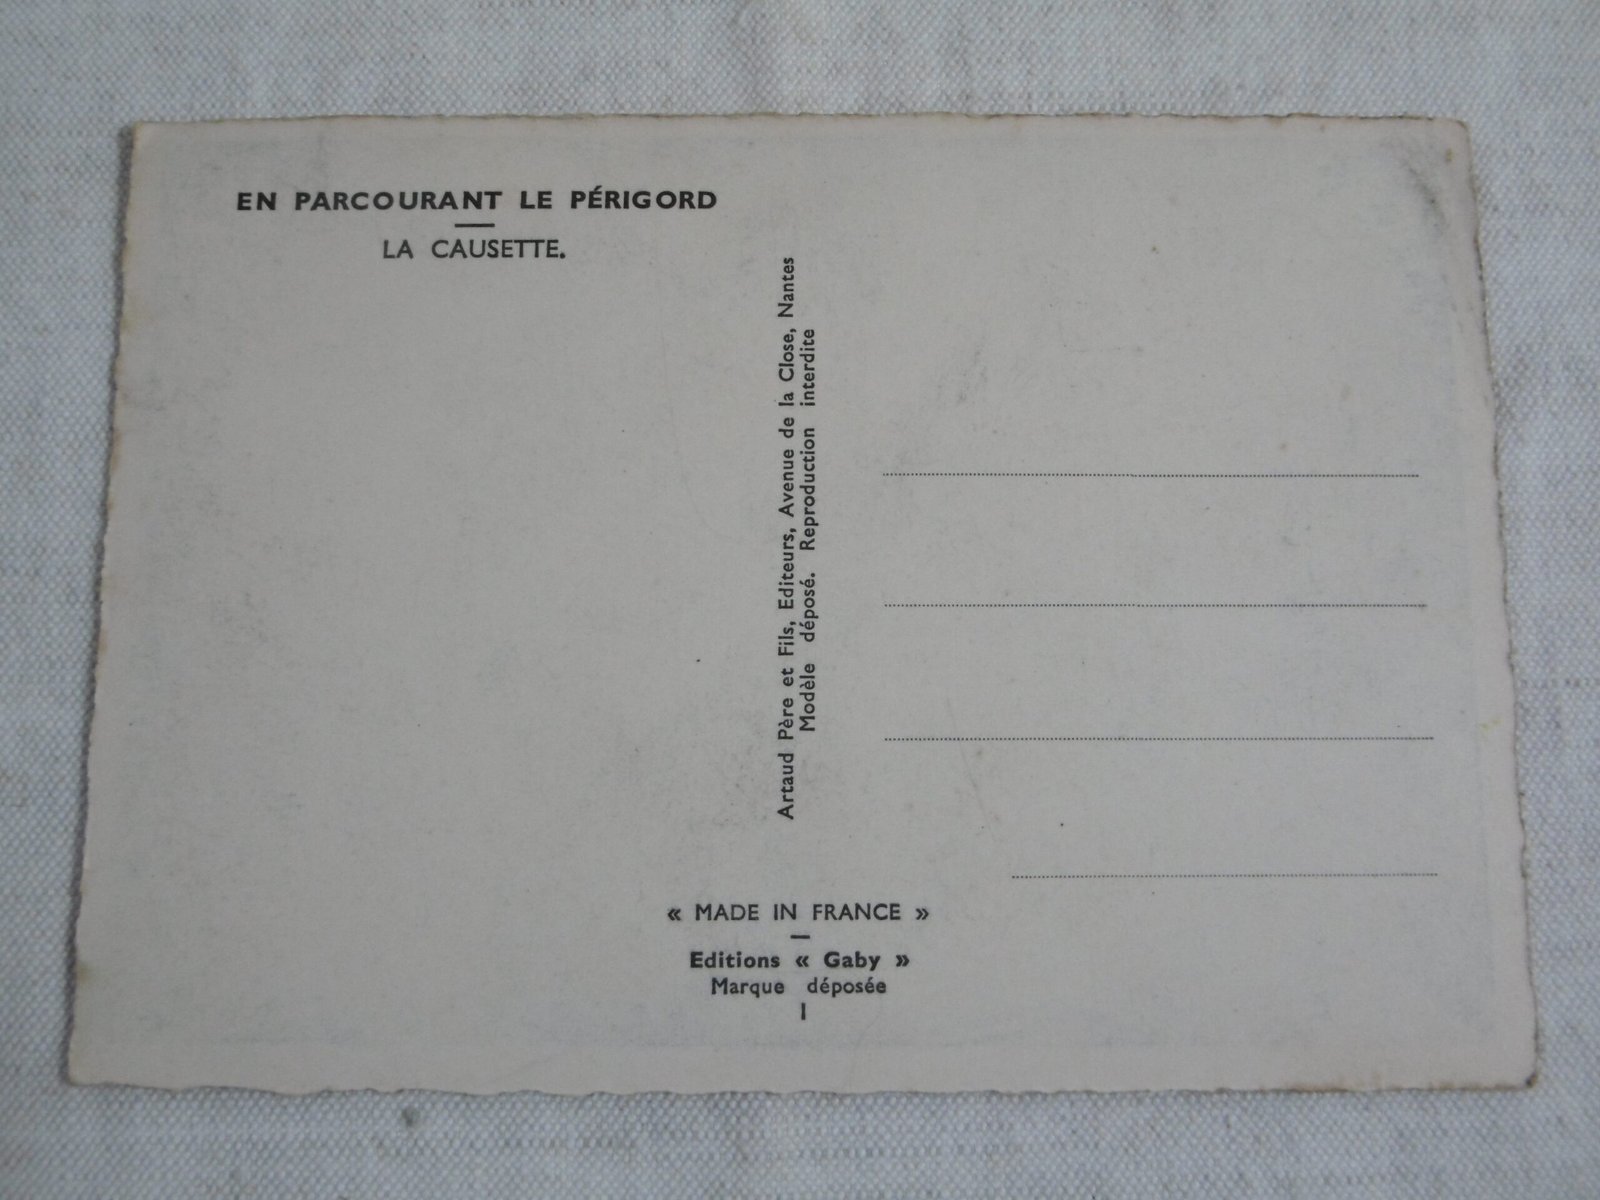 EN PARCOURANT LE PÉRIGORD
LA CAUSETTE.
Artaud Père et Fils, Editeurs, Avenue de la Close, Nantes
Modèle déposé. Reproduction interdite
« MADE IN FRANCE »
Editions « Gaby »
Marque déposée
I